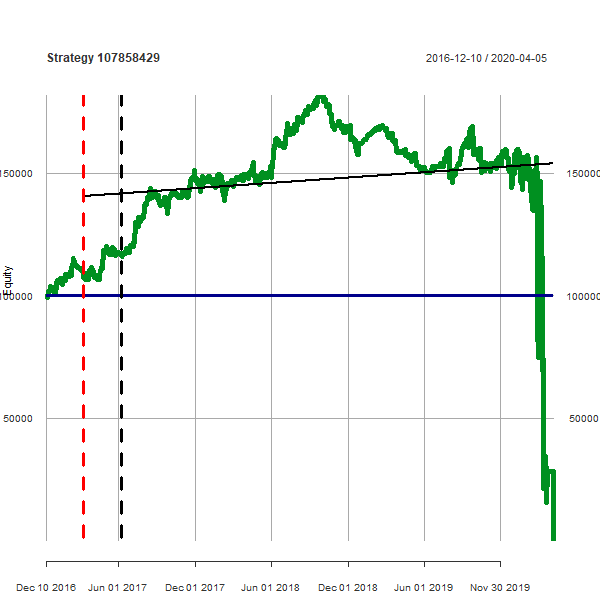 Strategy 107858429
2016-12-10 / 2020-04-05
150000
150000
Equity
100000
100000
50000
50000
Dec 10 2016
Jun 01 2017
Dec 01 2017
Jun 01 2018
Dec 01 2018
Jun 01 2019
Nov 30 2019